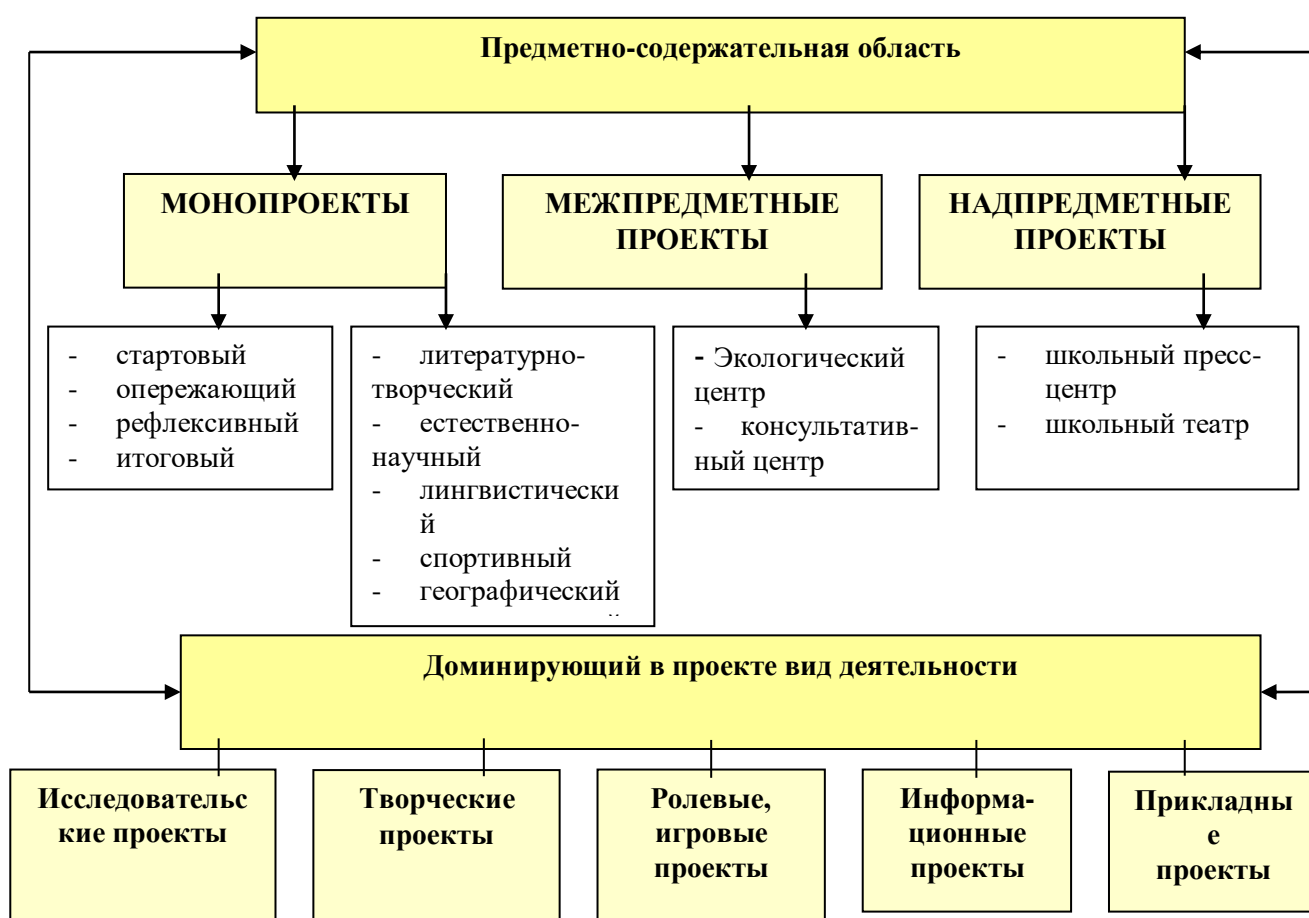 Предметно-содержательная область
МОНОПРОЕКТЫ
МЕЖПРЕДМЕТНЫЕ
ПРОЕКТЫ
НАДПРЕДМЕТНЫЕ
ПРОЕКТЫ
- стартовый
- опережающий
- рефлексивный
- итоговый
- литературно-
творческий
- естественно-
научный
- лингвистически
й
- спортивный
- географический
- Экологический
центр
- консультатив-
ный центр
- школьный пресс-
центр
- школьный театр
Доминирующий в проекте вид деятельности
Исследовательс
кие проекты
Творческие
проекты
Ролевые,
игровые
проекты
Информа-
ционные
проекты
Прикладны
е
проекты